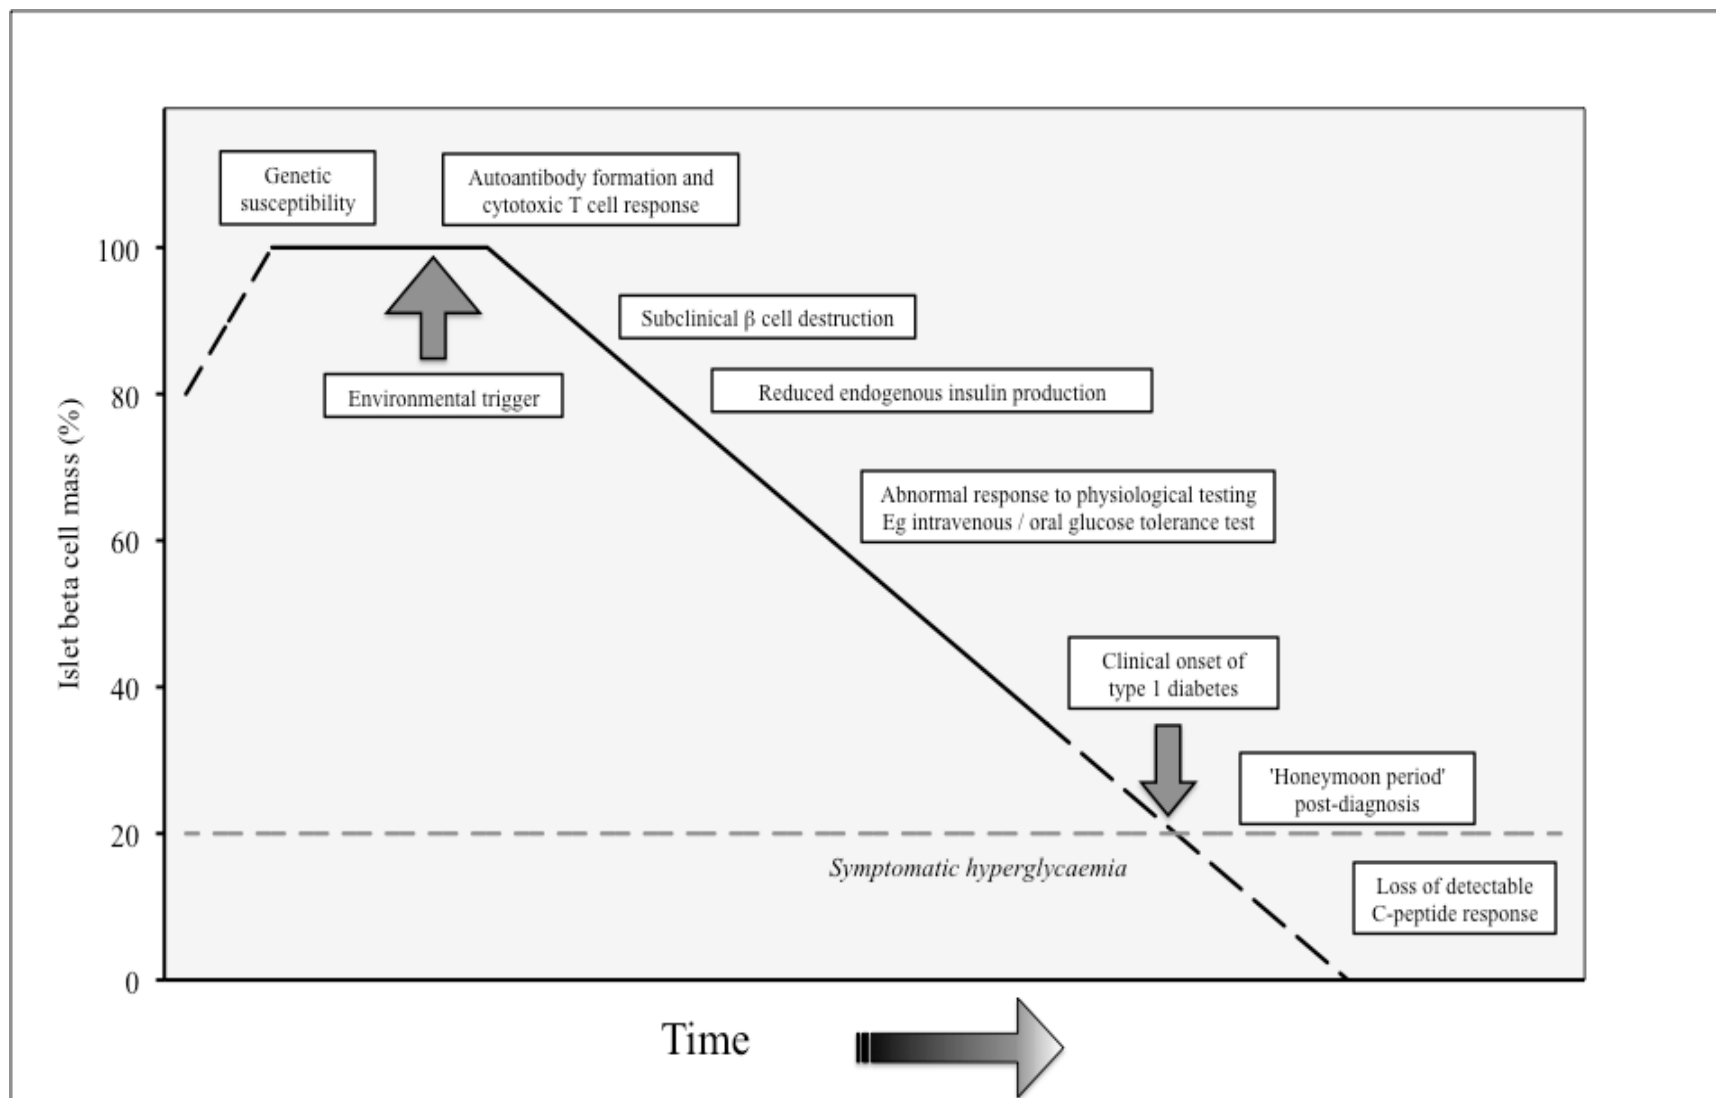 Genetic
susceptibility
Autoantibody formation and
cytotoxic T cell response
100
Subclinical β cell destruction
Environmental trigger
80
Reduced endogenous insulin production
Islet beta cell mass (%)
Abnormal response to physiological testing
Eg intravenous / oral glucose tolerance test
60
Clinical onset of
type 1 diabetes
40
'Honeymoon period'
post-diagnosis
20
Symptomatic hyperglycaemia
Loss of detectable
C-peptide response
0
Time